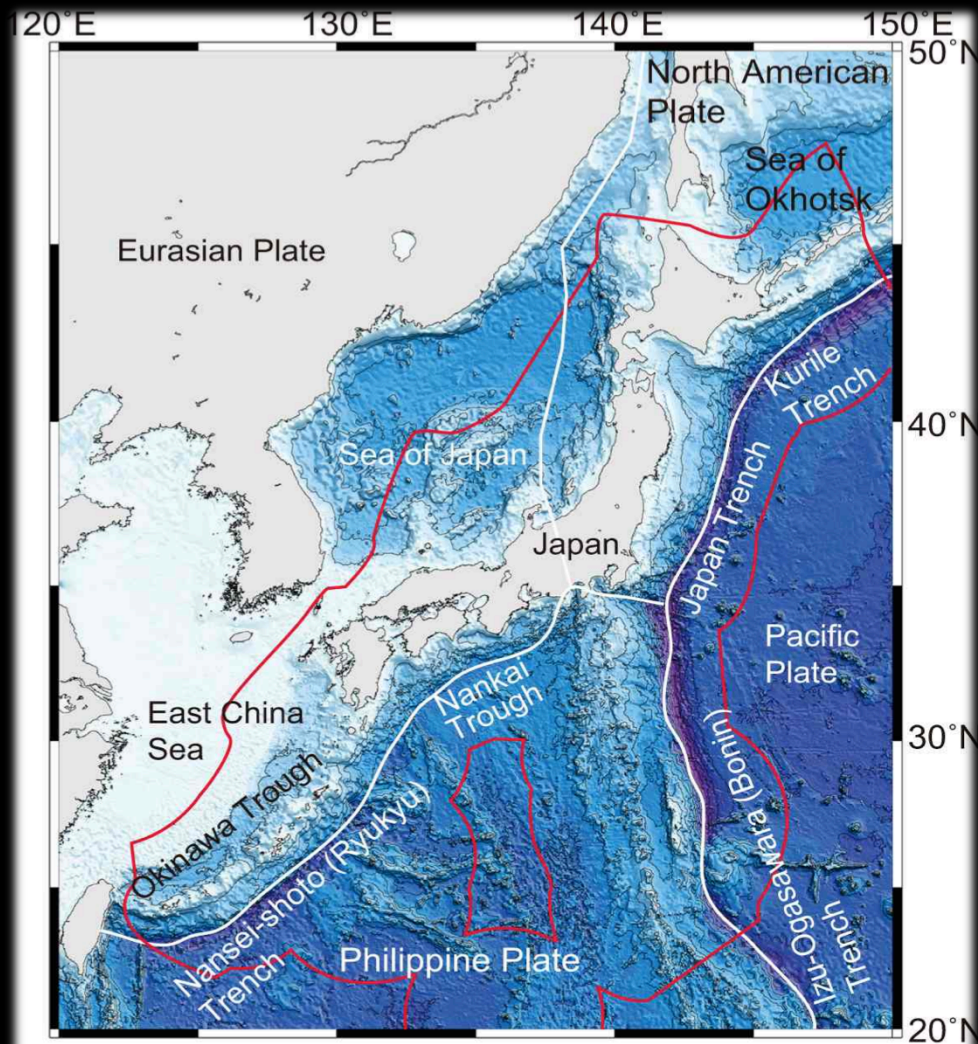 120°E 130°E 140°E 150°E
50°N
North American
Plate
Sea of
Okhotsk
Eurasian Plate
Kurile
Trench
40°N
Sea of Japan
Japan Trench
Japan
Pacific
Plate
Nankai
Trough
East China
Sea
30°N
Okinawa Trough
Izu-Ogasawara (Bonin)
Trench
Nansei-shoto (Ryukyu)
Trench
Philippine Plate
20°N